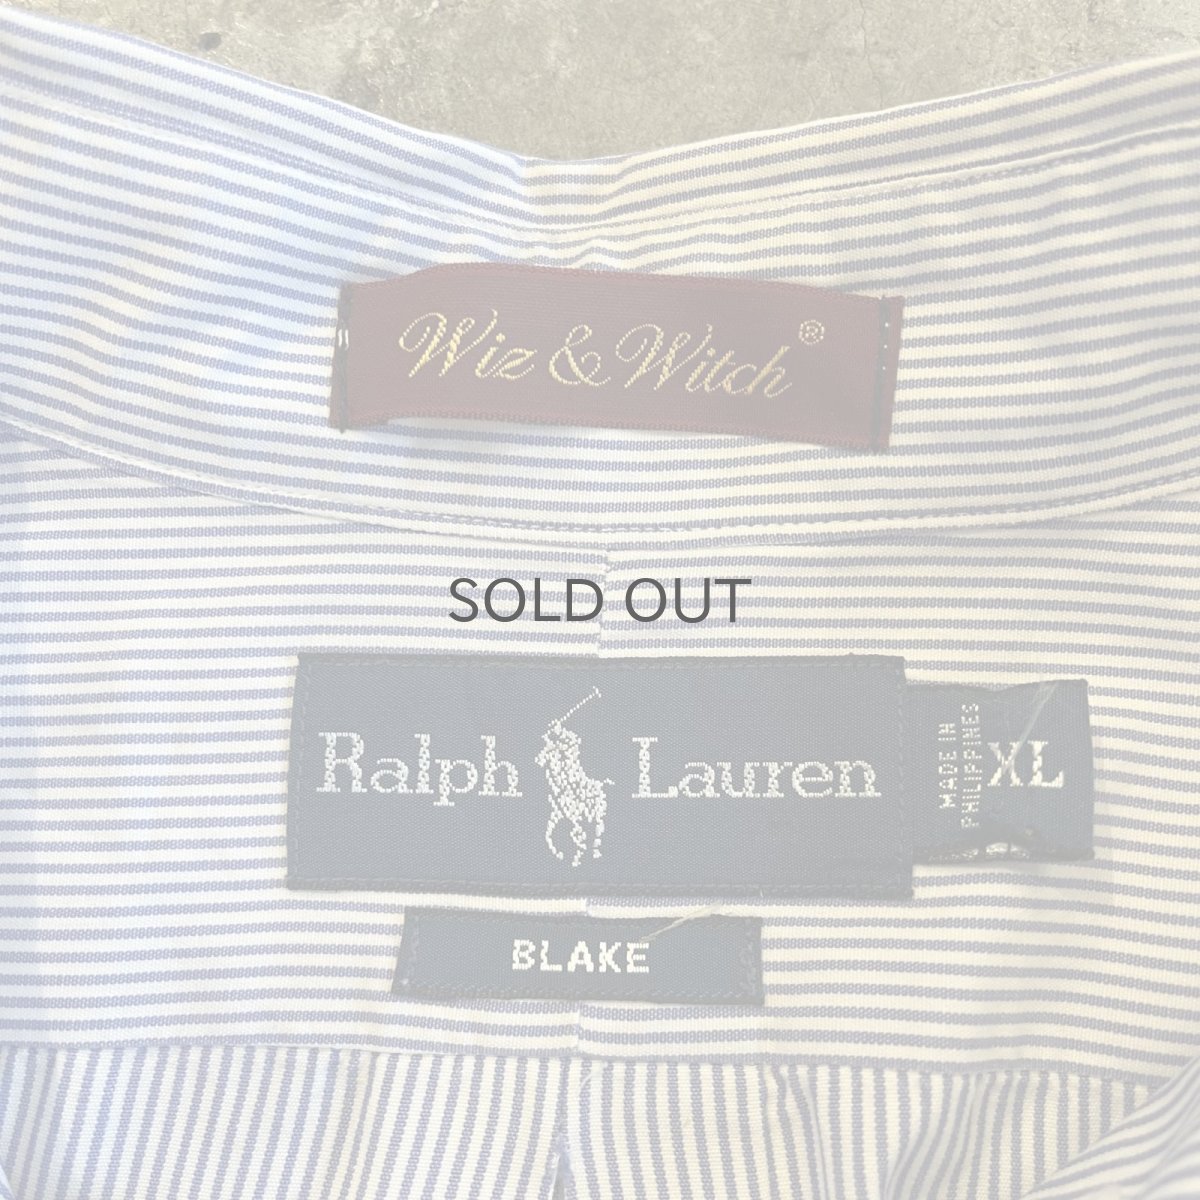 Wiz & Witch®
SOLD OUT
Ralph Lauren
MADE IN
PHILIPPINES
XL
BLAKE